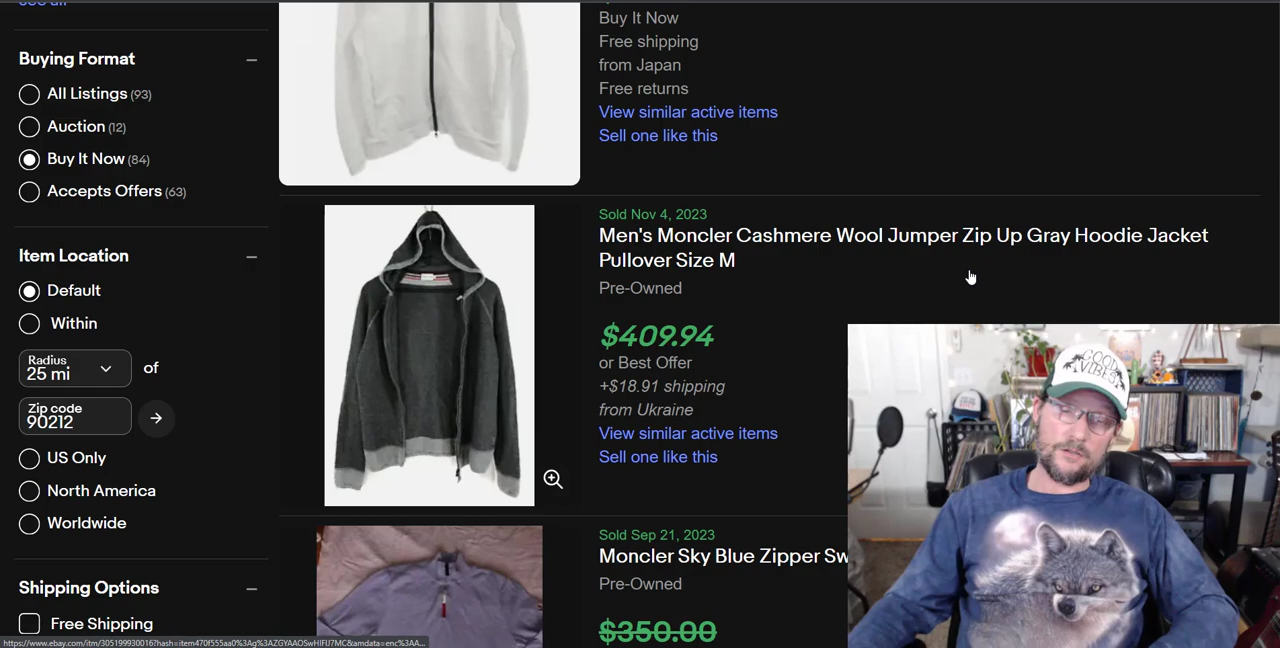 Buying Format
All Listings (93)
Auction (12)
Buy It Now (84)
Accepts Offers (63)
Item Location
Default
Within
Radius
25 mi
of
Zip code
90212
US Only
North America
Worldwide
Shipping Options
Free Shipping
Buy It Now
Free shipping
from Japan
Free returns
View similar active items
Sell one like this
Sold Nov 4, 2023
Men's Moncler Cashmere Wool Jumper Zip Up Gray Hoodie Jacket
Pullover Size M
Pre-Owned
$409.94
or Best Offer
+$18.91 shipping
from Ukraine
View similar active items
Sell one like this
Sold Sep 21, 2023
Moncler Sky Blue Zipper Sw
Pre-Owned
$350.00
GOOD
VIBES